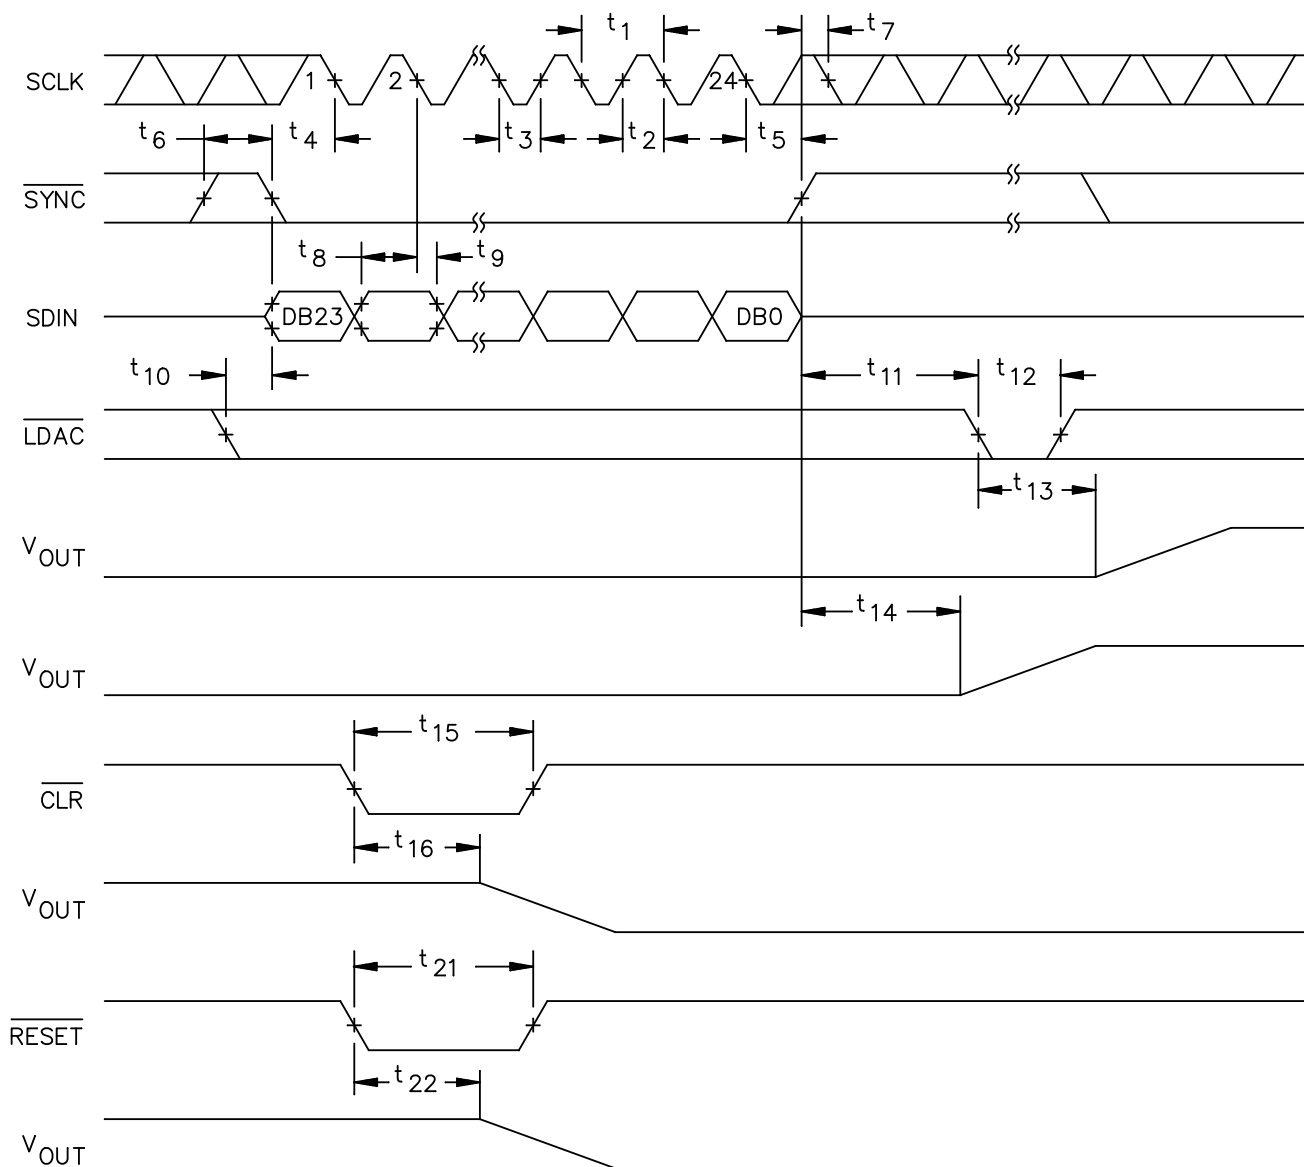 t1 t7
SCLK 1 2 24
t6 t4 t3 t2 t5
SYNC
t8 t9
SDIN DB23 DB0
t10 t11 t12
LDAC
t13
VOUT
t14
VOUT
t15
CLR
t16
VOUT
t21
RESET
t22
VOUT